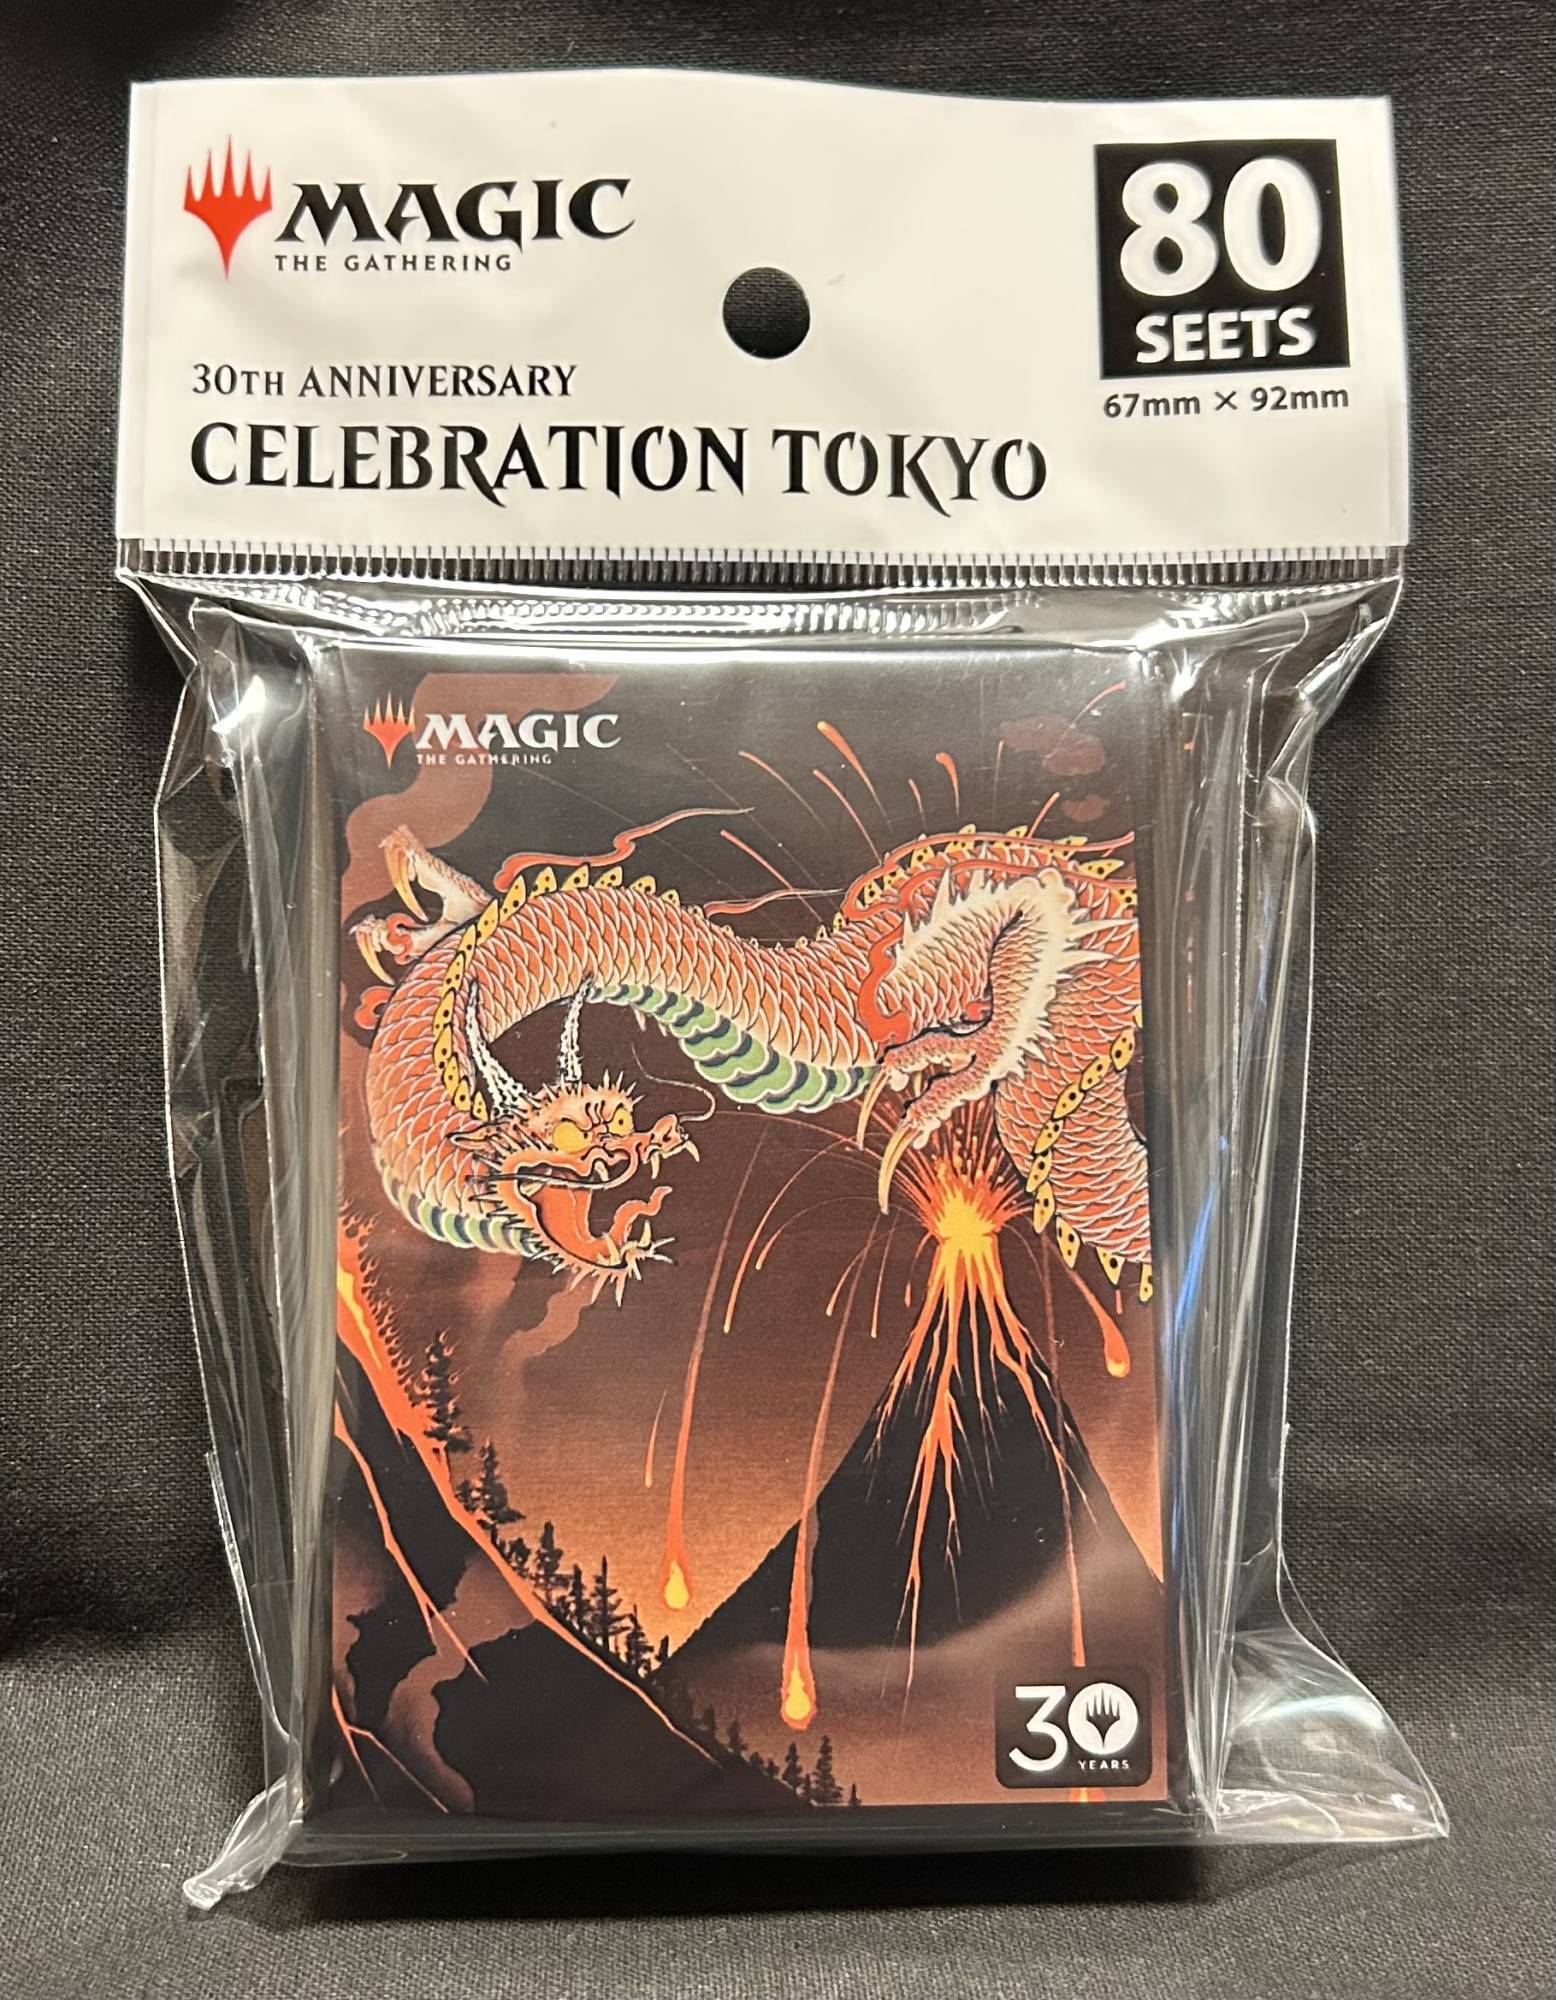 MAGIC
THE GATHERING
80
SEETS
67mm × 92mm
30TH ANNIVERSARY
CELEBRATION TOKYO
MAGIC
THE GATHERING
30
YEARS